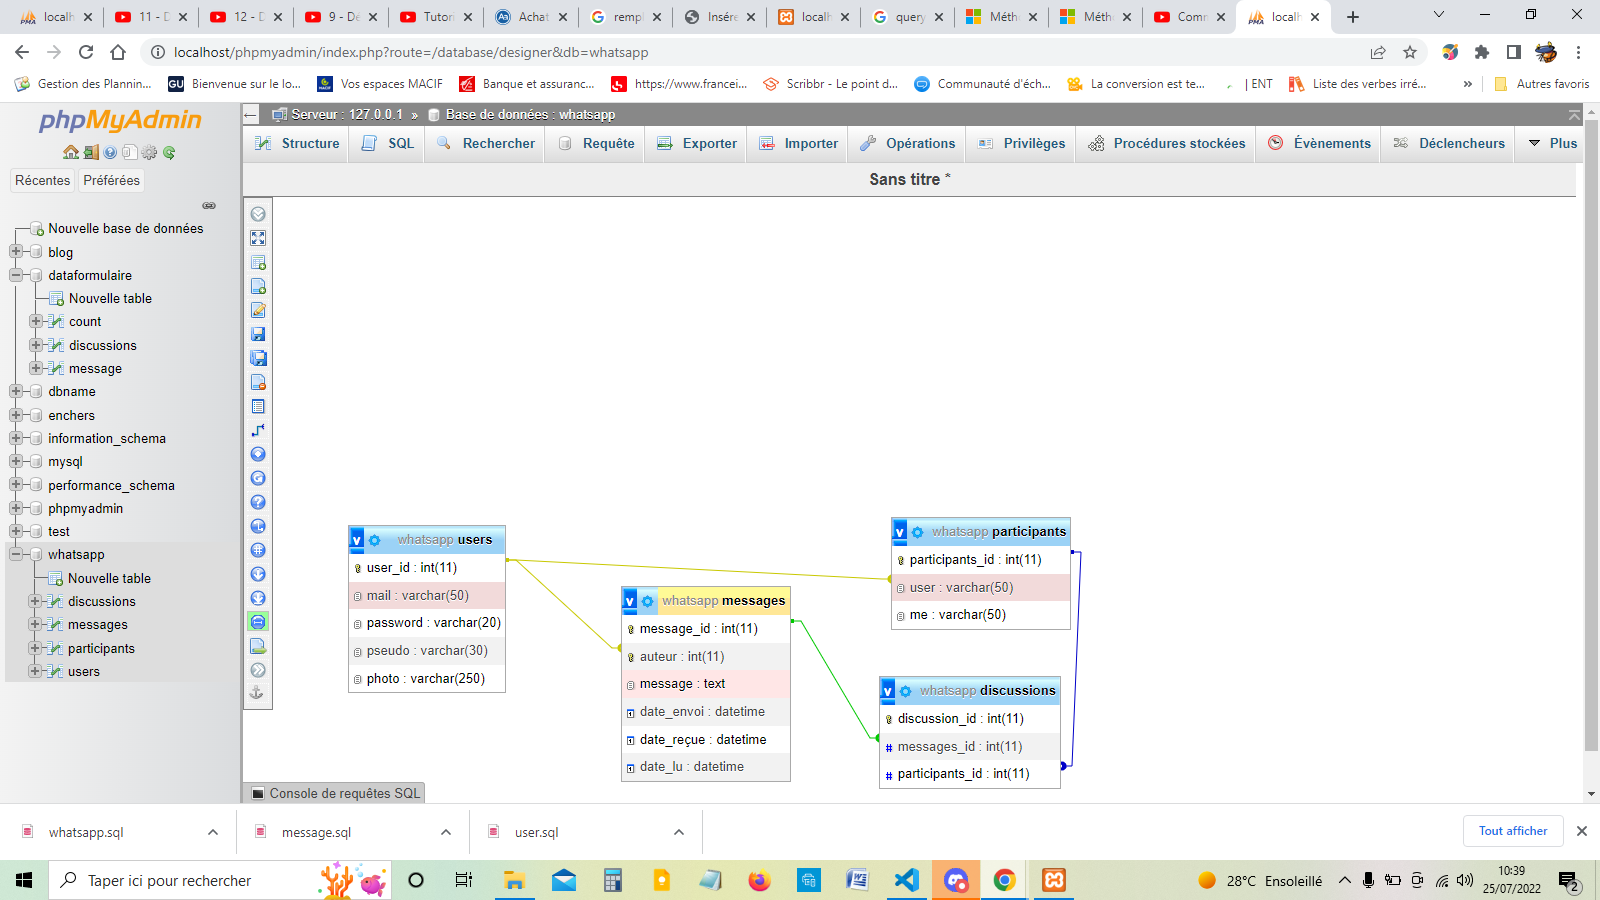 localh
11 - D
12 - D
9 - Dé
Tutori
Achat
rempl
Insére
localh
query
Méth
Méth
Comm
localh
localhost/phpmyadmin/index.php?route=/database/designer&db=whatsapp
Gestion des Plannin...
GU
Bienvenue sur le lo...
Vos espaces MACIF
Banque et assuranc...
https://www.francei...
Scribbr - Le point d...
Communauté d'éch...
La conversion est te...
| ENT
Liste des verbes irré...
»
Autres favoris
phpMyAdmin
Récentes
Préférées
Nouvelle base de données
blog
dataformulaire
Nouvelle table
count
discussions
message
dbname
enchers
information_schema
mysql
performance_schema
phpmyadmin
test
whatsapp
Nouvelle table
discussions
messages
participants
users
Serveur : 127.0.0.1 » Base de données : whatsapp
Structure
SQL
Rechercher
Requête
Exporter
Importer
Opérations
Privilèges
Procédures stockées
Évènements
Déclencheurs
Plus
Sans titre *
v whatsapp users
user_id : int(11)
mail : varchar(50)
password : varchar(20)
pseudo : varchar(30)
photo : varchar(250)
v whatsapp messages
message_id : int(11)
auteur : int(11)
message : text
date_envoi : datetime
date_reçue : datetime
date_lu : datetime
v whatsapp participants
participants_id : int(11)
user : varchar(50)
me : varchar(50)
v whatsapp discussions
discussion_id : int(11)
# messages_id : int(11)
# participants_id : int(11)
Console de requêtes SQL
whatsapp.sql
message.sql
user.sql
Tout afficher
Taper ici pour rechercher
28°C Ensoleillé
10:39
25/07/2022
2